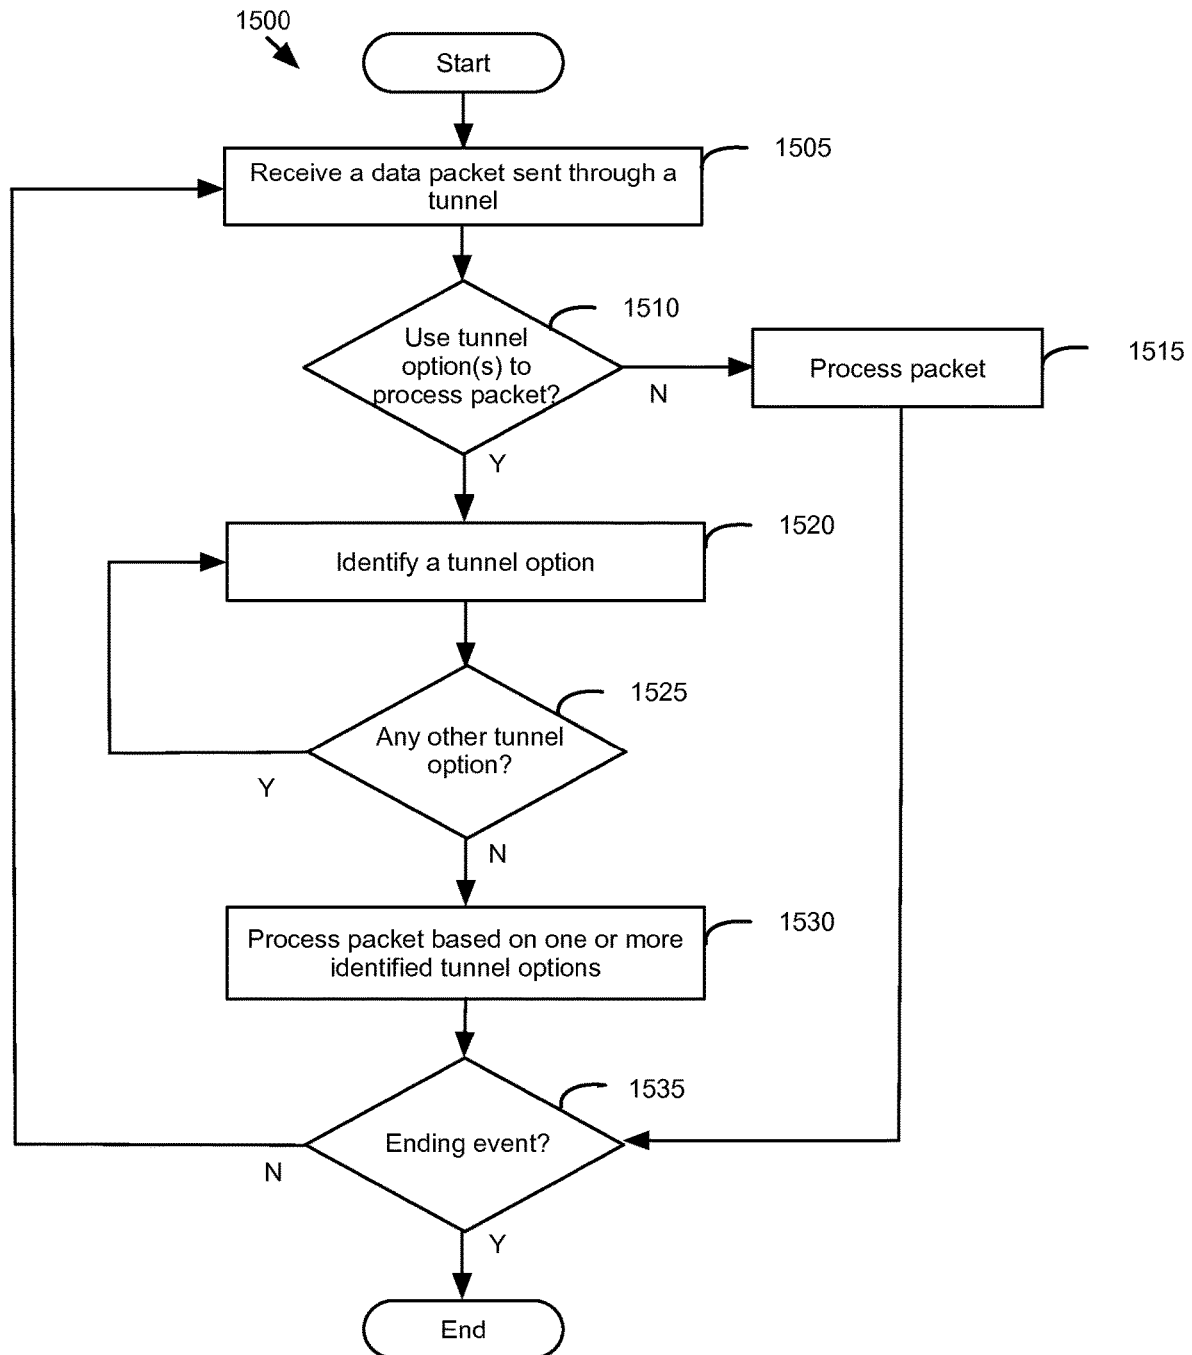 1500
Start
1505
Receive a data packet sent through a
tunnel
1510
Use tunnel
option(s) to
process packet?
N
Process packet
1515
Y
1520
Identify a tunnel option
1525
Any other tunnel
option?
Y
N
1530
Process packet based on one or more
identified tunnel options
1535
Ending event?
N
Y
End